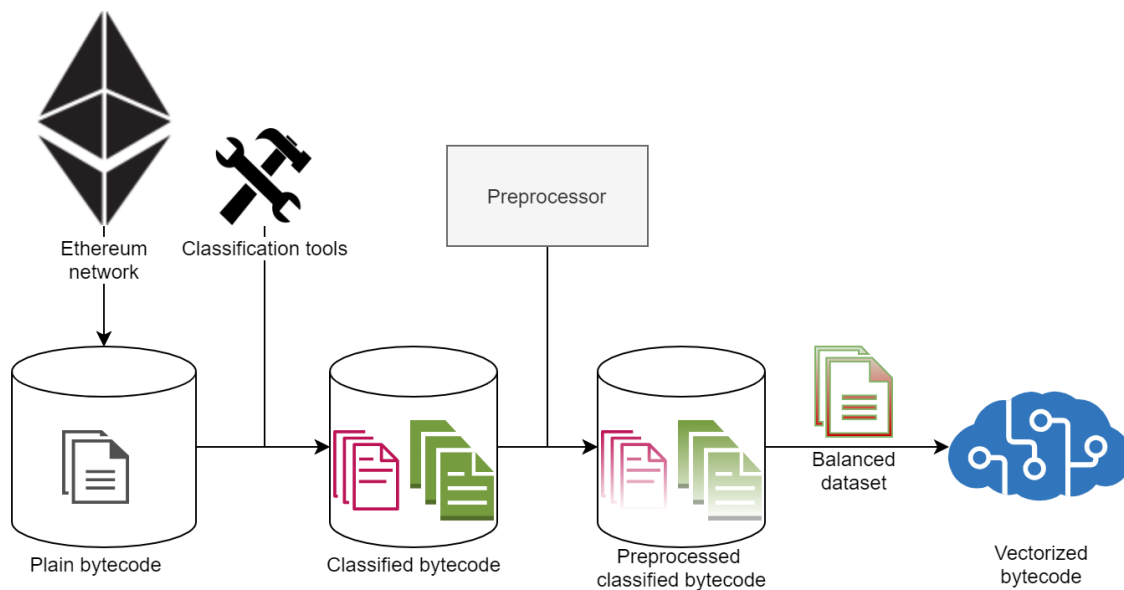 Ethereum
network
Classification tools
Preprocessor
Balanced
dataset
Plain bytecode
Classified bytecode
Preprocessed
classified bytecode
Vectorized
bytecode